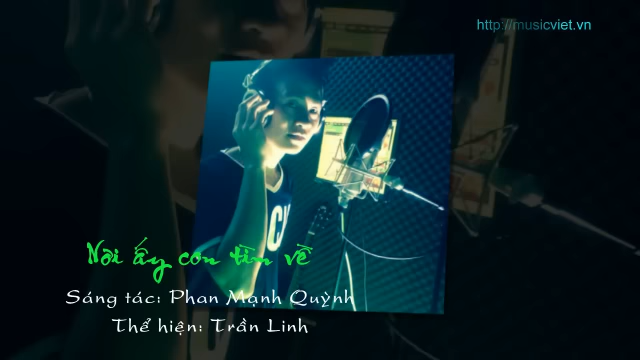 http://musicviet.vn
Nơi ấy con tìm về
Sáng tác: Phan Mạnh Quỳnh
Thể hiện: Trần Linh